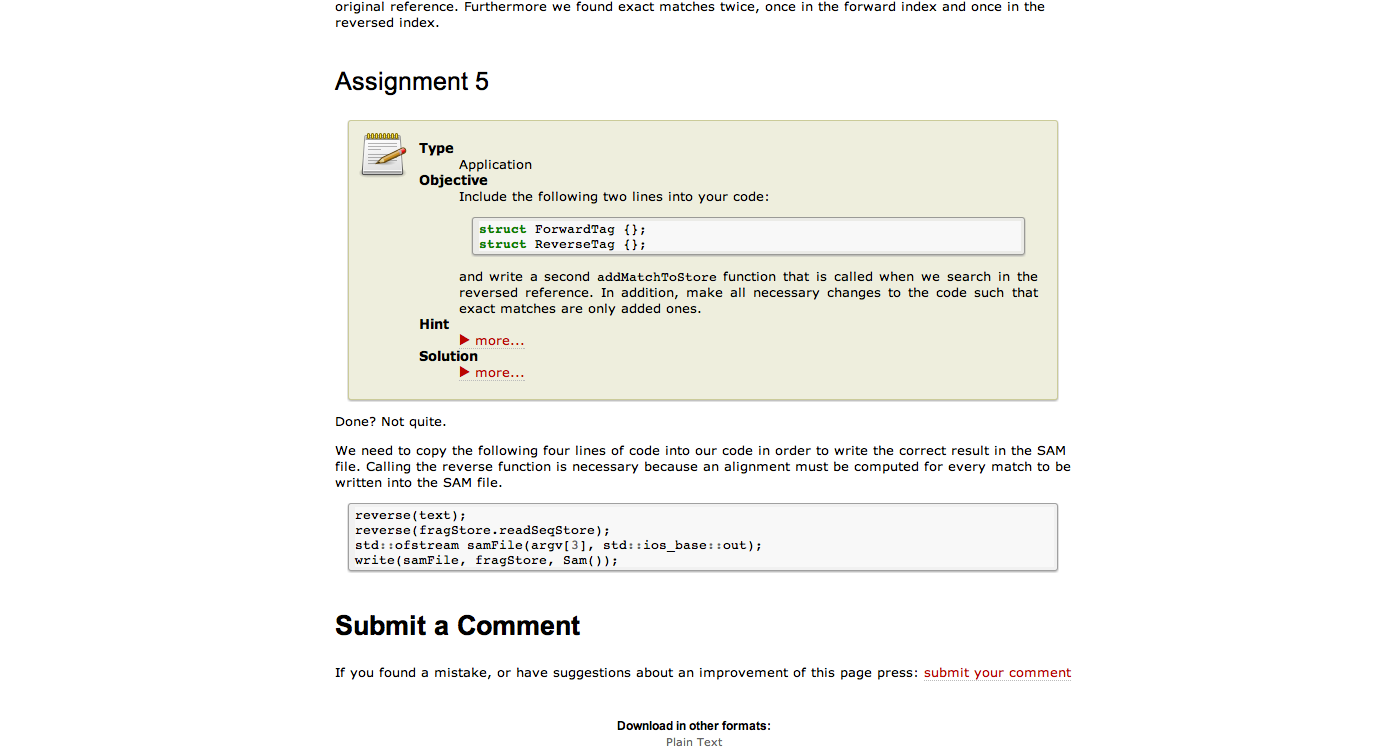 original reference. Furthermore we found exact matches twice, once in the forward index and once in the
reversed index.
Assignment 5
Type
Application
Objective
Include the following two lines into your code:
struct ForwardTag {};
struct ReverseTag {};
and write a second addMatchToStore function that is called when we search in the
reversed reference. In addition, make all necessary changes to the code such that
exact matches are only added ones.
Hint
more...
Solution
more...
Done? Not quite.
We need to copy the following four lines of code into our code in order to write the correct result in the SAM
file. Calling the reverse function is necessary because an alignment must be computed for every match to be
written into the SAM file.
reverse(text);
reverse(fragStore.readSeqStore);
std::ofstream samFile(argv[3], std::ios_base::out);
write(samFile, fragStore, Sam());
Submit a Comment
If you found a mistake, or have suggestions about an improvement of this page press: submit your comment
Download in other formats:
Plain Text